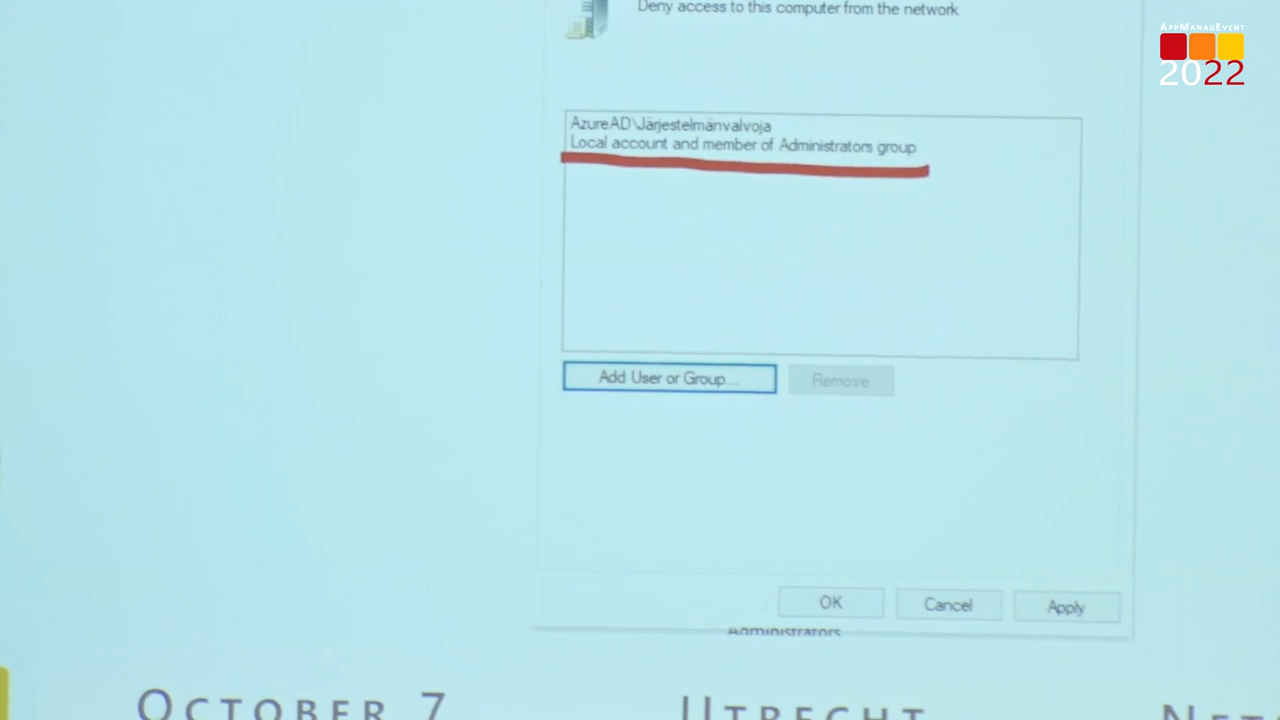 Deny access to this computer from the network
APPMANAGEVENT
2022
AzureAD\Järjestelmänvalvoja
Local account and member of Administrators group
Add User or Group...
Remove
OK
Cancel
Apply
Administrators
OCTOBER 7
UTRECHT